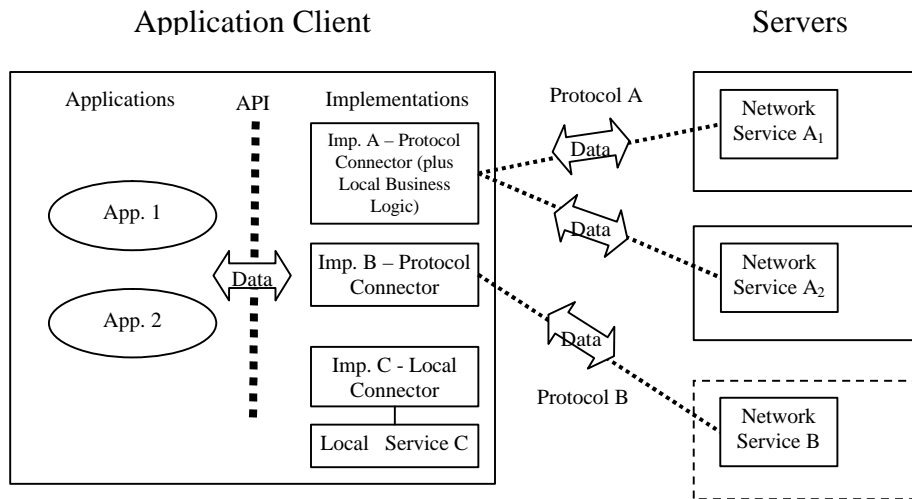 Application Client
Servers
Applications
API
Implementations
Imp. A – Protocol
Connector (plus
Local Business
Logic)
App. 1
App. 2
Data
Imp. B – Protocol
Connector
Imp. C - Local
Connector
Local Service C
Protocol A
Data
Data
Data
Protocol B
Network
Service A₁
Network
Service A₂
Network
Service B